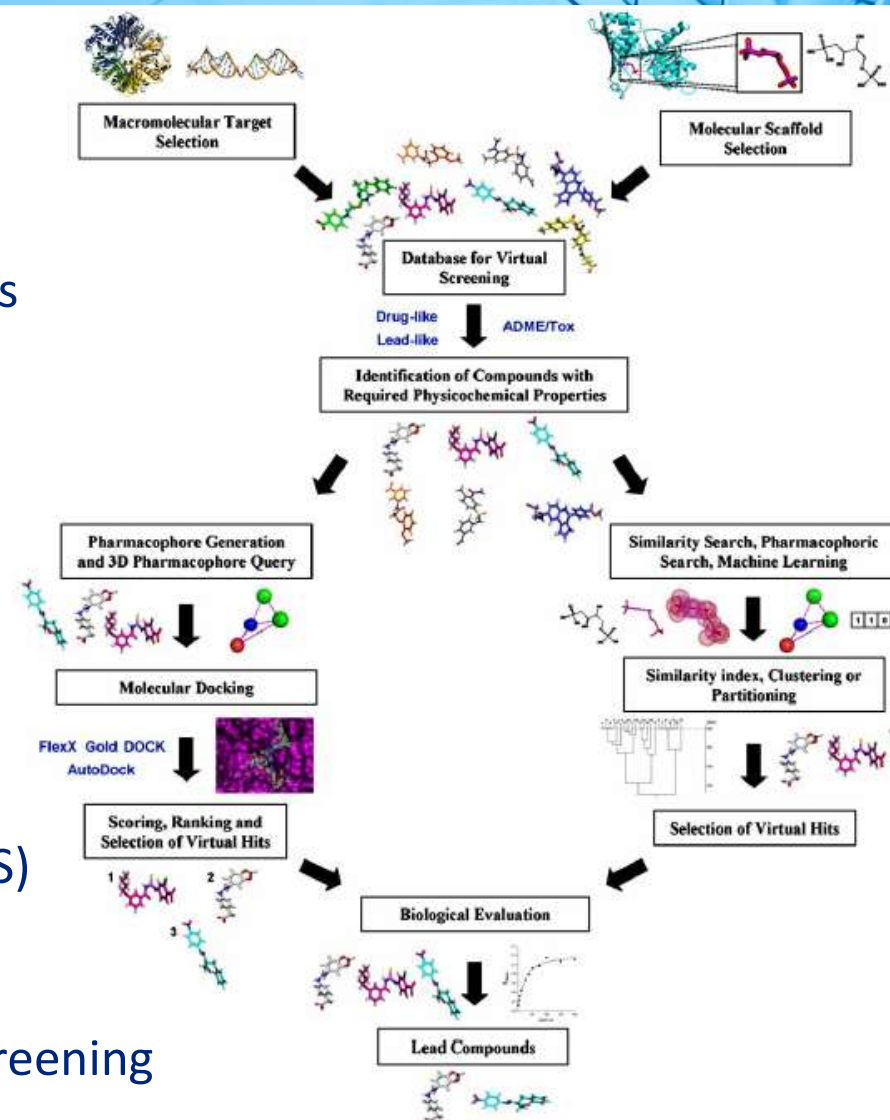 Macromolecular Target
Selection
Molecular Scaffold
Selection
Database for Virtual
Screening
s
Drug-like
Lead-like
ADME/Tox
Identification of Compounds with
Required Physicochemical Properties
Pharmacophore Generation
and 3D Pharmacophore Query
Similarity Search, Pharmacophoric
Search, Machine Learning
1 1 0
Molecular Docking
Similarity index, Clustering or
Partitioning
FlexX Gold DOCK
AutoDock
Scoring, Ranking and
Selection of Virtual Hits
Selection of Virtual Hits
S)
1
2
3
Biological Evaluation
Lead Compounds
reening